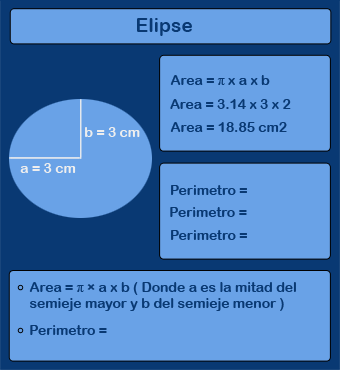 Elipse
Area = π x a x b
Area = 3.14 x 3 x 2
Area = 18.85 cm2
b = 3 cm
a = 3 cm
Perimetro =
Perimetro =
Perimetro =
Area = π × a x b ( Donde a es la mitad del
semieje mayor y b del semieje menor )
Perimetro =